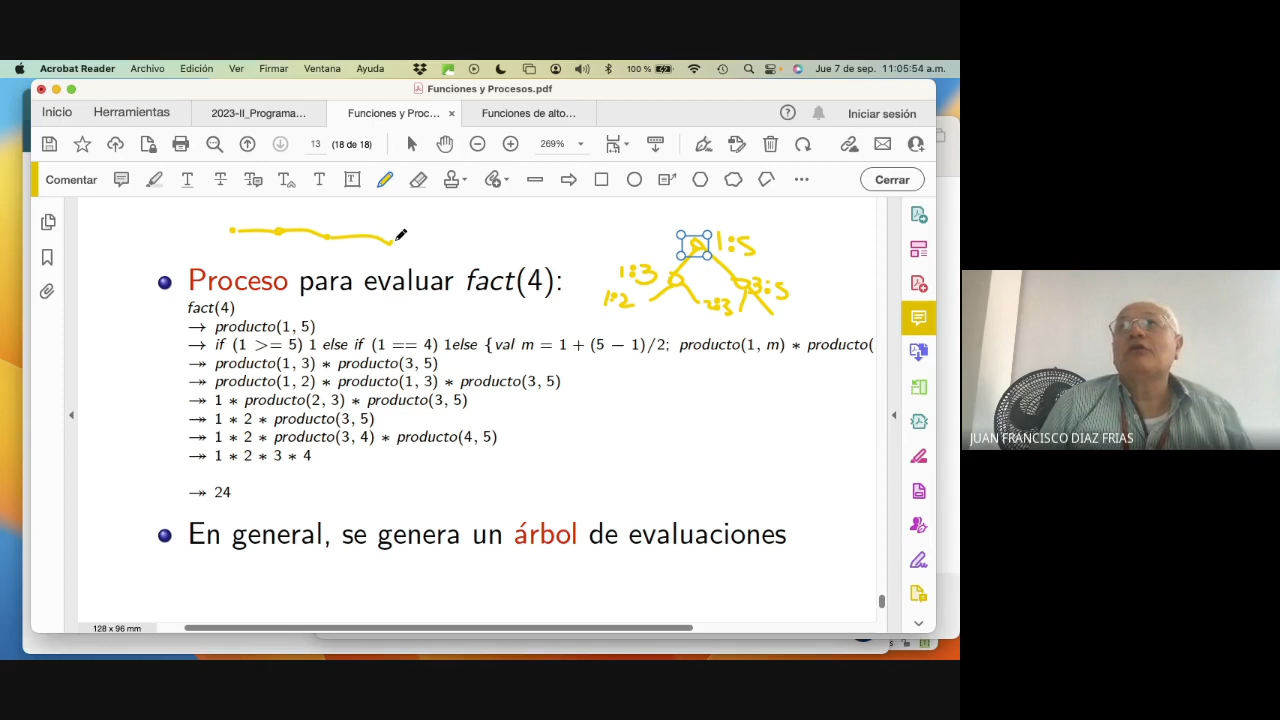 Acrobat Reader Archivo Edición Ver Firmar Ventana Ayuda 100 % Jue 7 de sep. 11:05:54 a.m.
Funciones y Procesos.pdf
Inicio Herramientas 2023-II_Programa... Funciones y Proc... × Funciones de alto... Iniciar sesión
13 (18 de 18) 269%
Comentar Cerrar
1:5
1:3 3:5
1:2 2:3
Proceso para evaluar fact(4):
fact(4)
→ producto(1, 5)
→ if (1 >= 5) 1 else if (1 == 4) 1else {val m = 1 + (5 − 1)/2; producto(1, m) ∗ producto(
↠ producto(1, 3) ∗ producto(3, 5)
↠ producto(1, 2) ∗ producto(1, 3) ∗ producto(3, 5)
↠ 1 ∗ producto(2, 3) ∗ producto(3, 5)
↠ 1 ∗ 2 ∗ producto(3, 5)
↠ 1 ∗ 2 ∗ producto(3, 4) ∗ producto(4, 5)
↠ 1 ∗ 2 ∗ 3 ∗ 4
↠ 24
En general, se genera un árbol de evaluaciones
128 x 96 mm
JUAN FRANCISCO DIAZ FRIAS